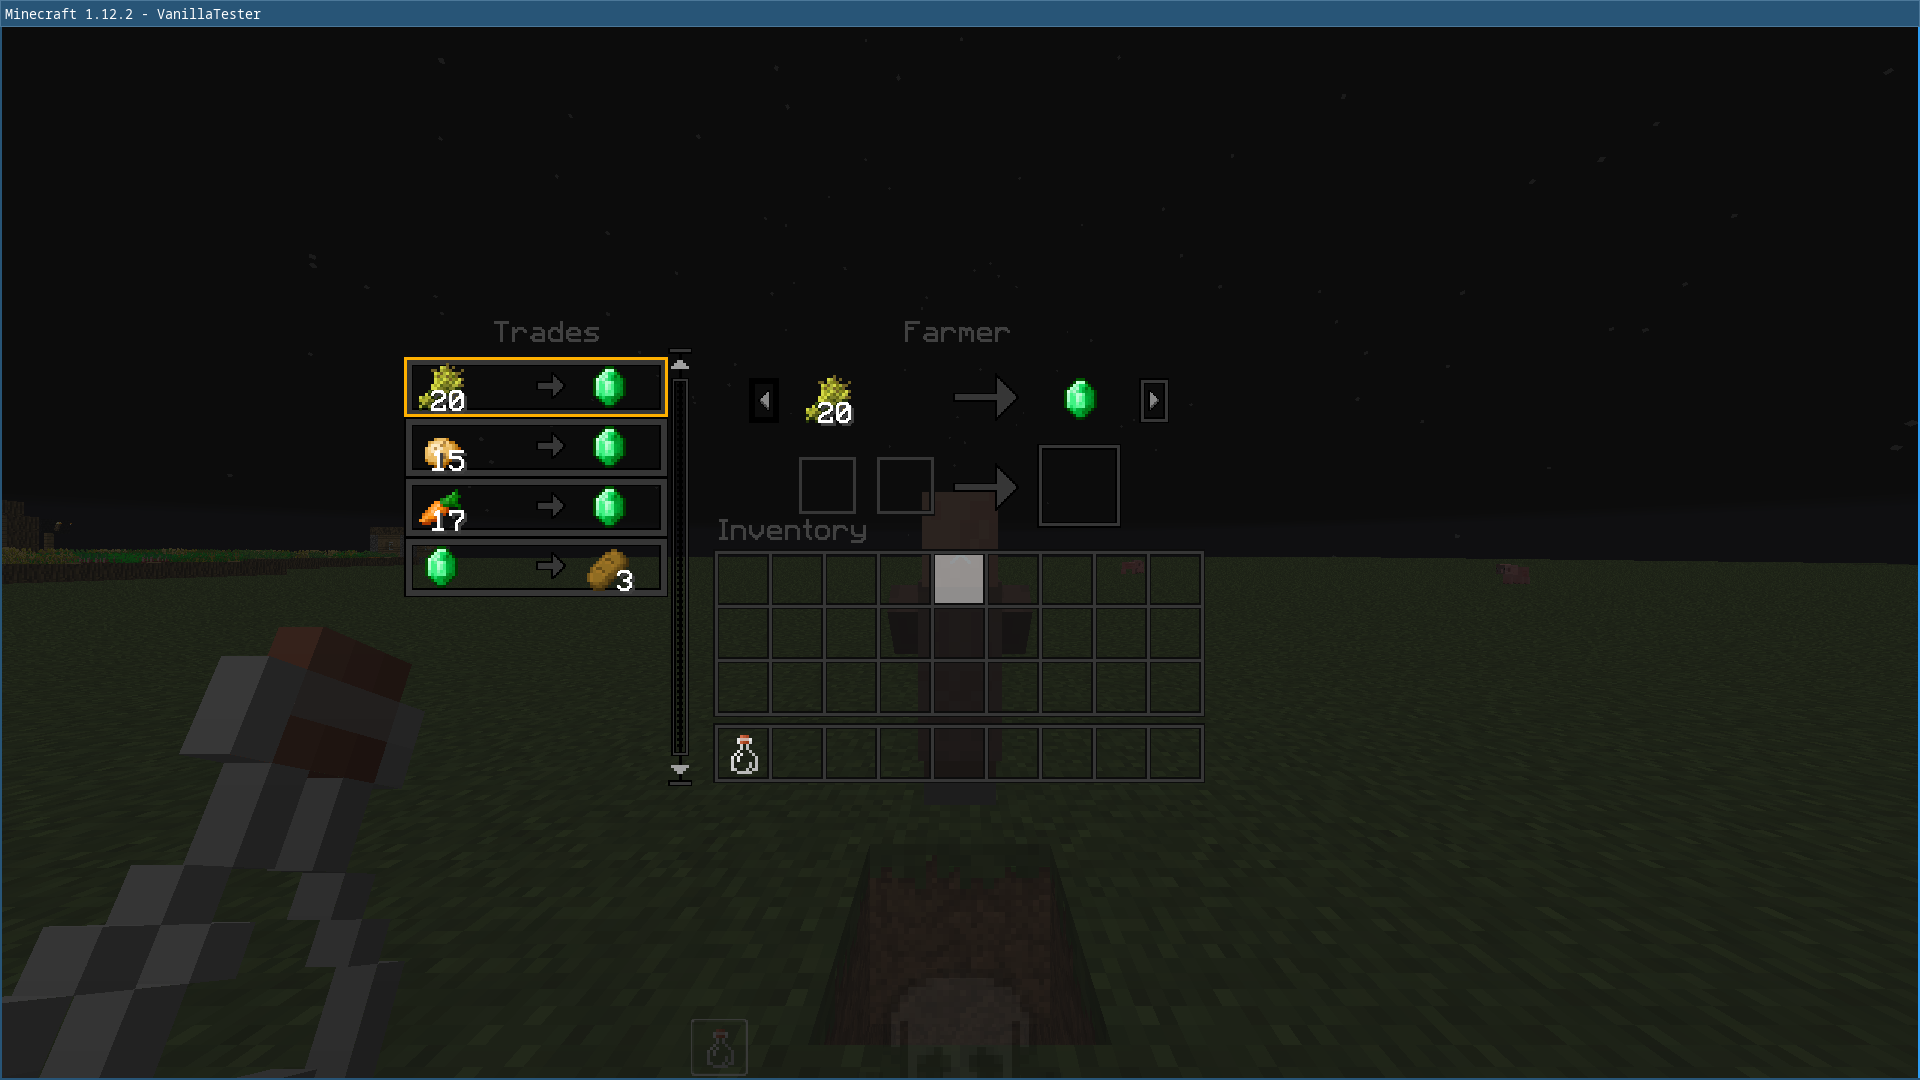 Minecraft 1.12.2 - VanillaTester
Trades
Farmer
20
20
15
17
3
Inventory